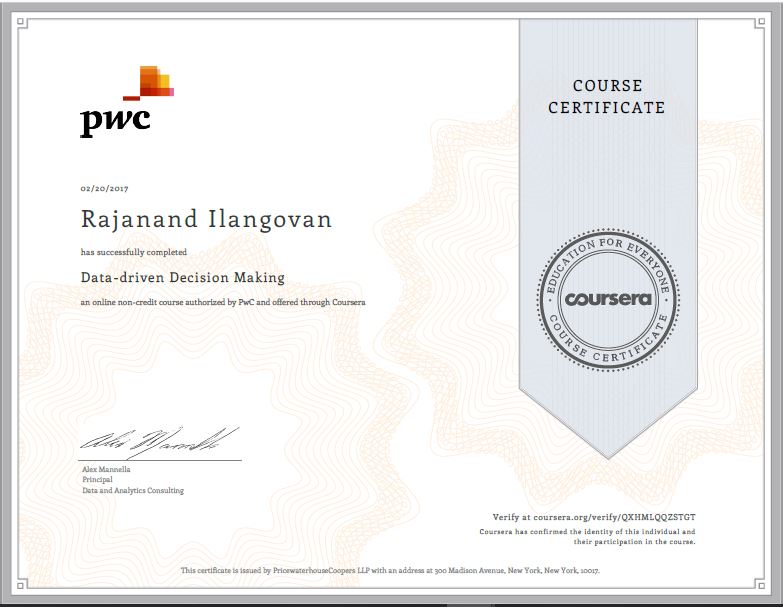 pwc
COURSE
CERTIFICATE
02/20/2017
Rajanand Ilangovan
has successfully completed
Data-driven Decision Making
an online non-credit course authorized by PwC and offered through Coursera
EDUCATION FOR EVERYONE
coursera
COURSE CERTIFICATE
Alex Mannella
Alex Mannella
Principal
Data and Analytics Consulting
Verify at coursera.org/verify/QXHMLQQZSTGT
Coursera has confirmed the identity of this individual and
their participation in the course.
This certificate is issued by PricewaterhouseCoopers LLP with an address at 300 Madison Avenue, New York, New York, 10017.